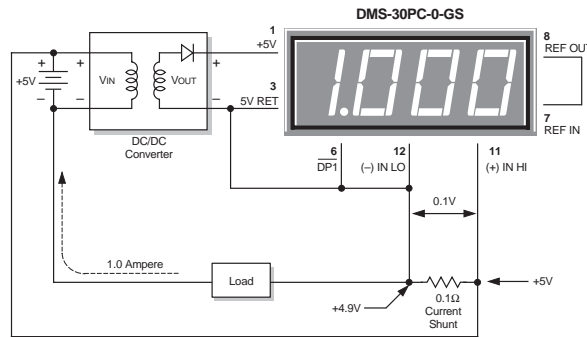 DMS-30PC-0-GS
1
+5V
8
REF OUT
+5V
+
–
+
–
VIN
VOUT
+
–
3
5V RET
1.000
7
REF IN
DC/DC
Converter
6
DP1
12
(–) IN LO
11
(+) IN HI
0.1V
1.0 Ampere
Load
+4.9V
0.1Ω
Current
Shunt
+5V